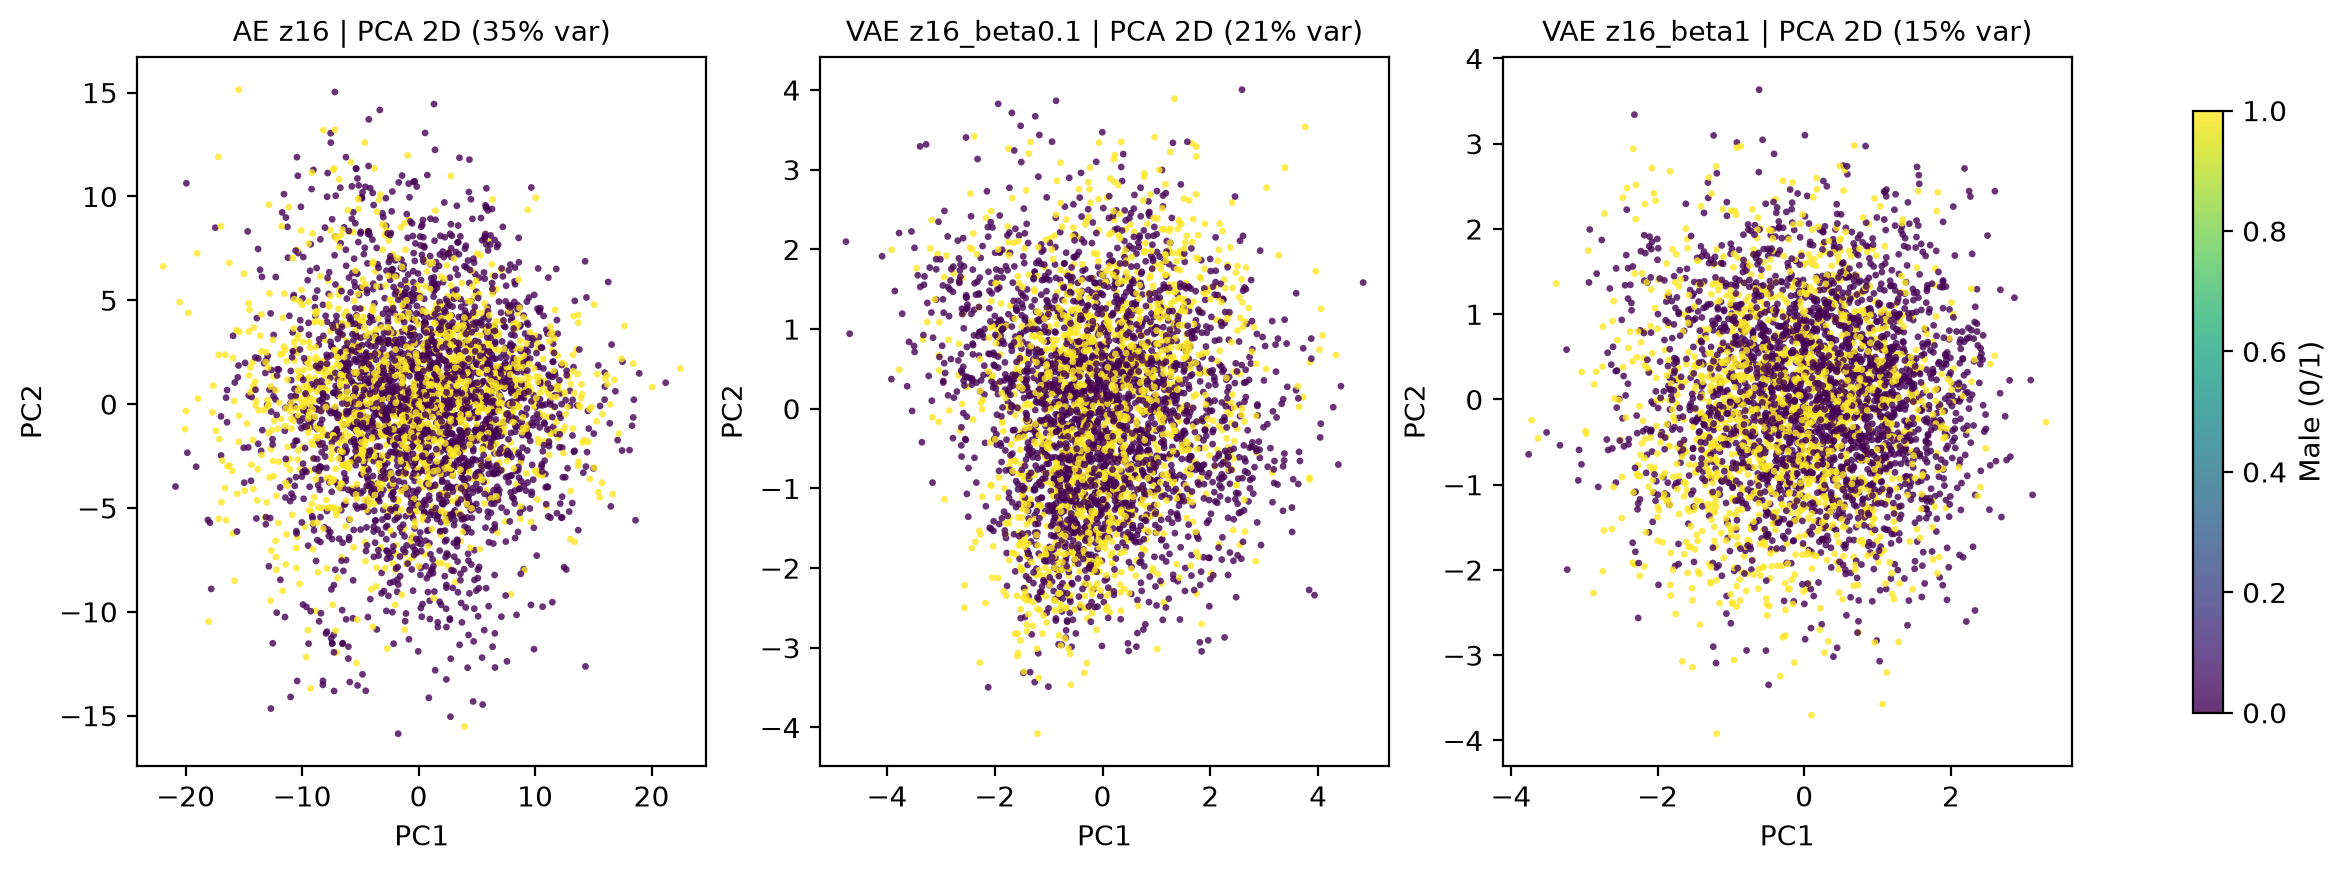 AE z16 | PCA 2D (35% var)
15
10
5
0
−5
−10
−15
PC2
−20 −10 0 10 20
PC1
VAE z16_beta0.1 | PCA 2D (21% var)
4
3
2
1
0
−1
−2
−3
−4
PC2
−4 −2 0 2 4
PC1
VAE z16_beta1 | PCA 2D (15% var)
4
3
2
1
0
−1
−2
−3
−4
PC2
−4 −2 0 2
PC1
1.0
0.8
0.6
0.4
0.2
0.0
Male (0/1)